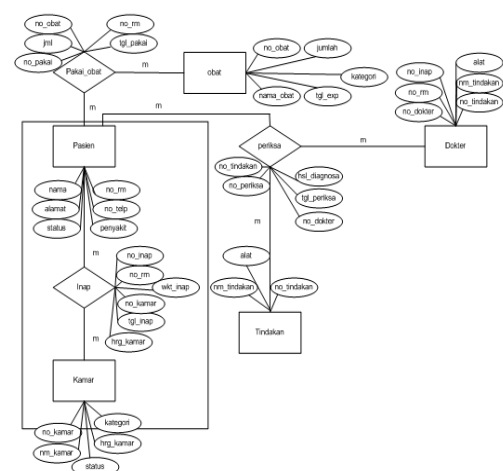 no_obat
no_rm
jml
tgl_pakai
no_pakai
Pakai_obat
m
obat
no_obat
jumlah
kategori
nama_obat
tgl_exp
no_inap
alat
no_rm
nm_tindakan
no_dokter
no_tindakan
Dokter
m
m
Pasien
periksa
m
no_tindakan
hsl_diagnosa
no_periksa
tgl_periksa
no_dokter
nama
no_rm
alamat
no_telp
status
penyakit
m
m
no_inap
no_rm
wkt_inap
Inap
no_kamar
tgl_inap
hrg_kamar
m
alat
nm_tindakan
no_tindakan
Tindakan
Kamar
kategori
no_kamar
hrg_kamar
nm_kamar
status